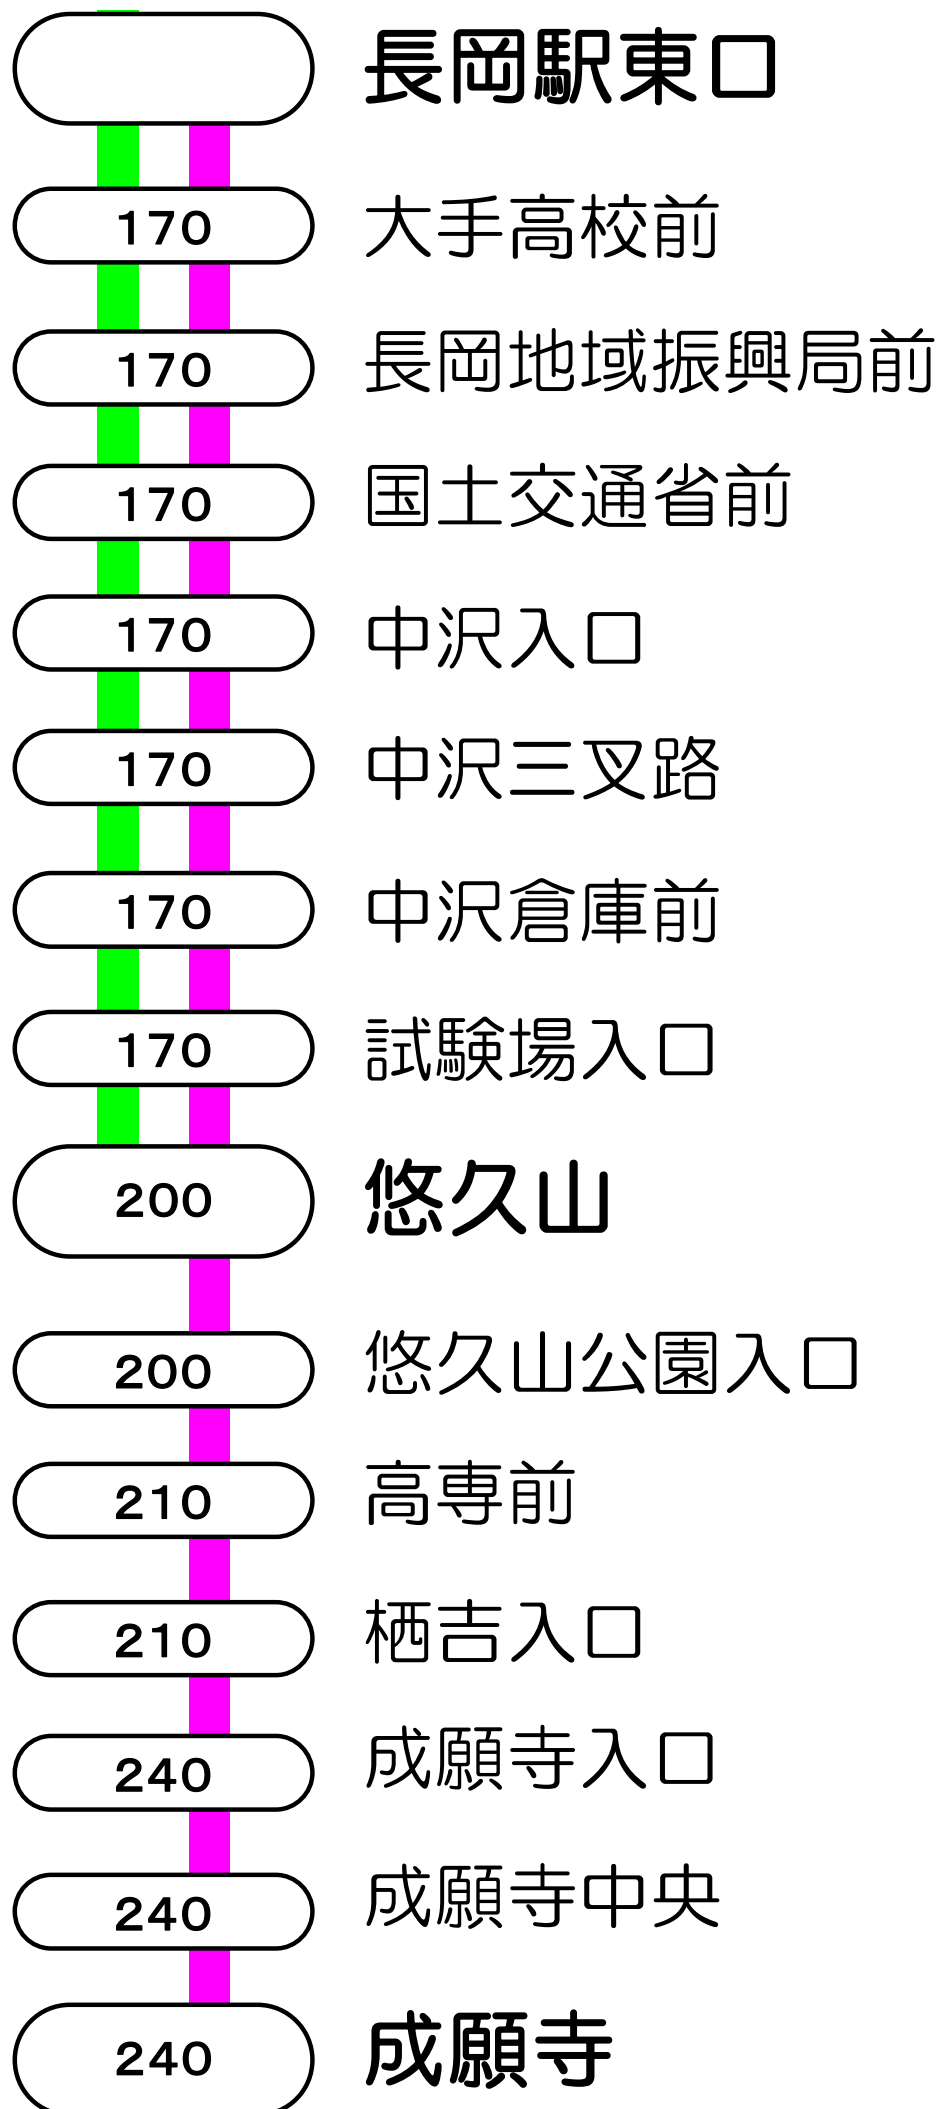 長岡駅東口
170 大手高校前
170 長岡地域振興局前
170 国土交通省前
170 中沢入口
170 中沢三叉路
170 中沢倉庫前
170 試験場入口
200 悠久山
200 悠久山公園入口
210 高専前
210 栖吉入口
240 成願寺入口
240 成願寺中央
240 成願寺